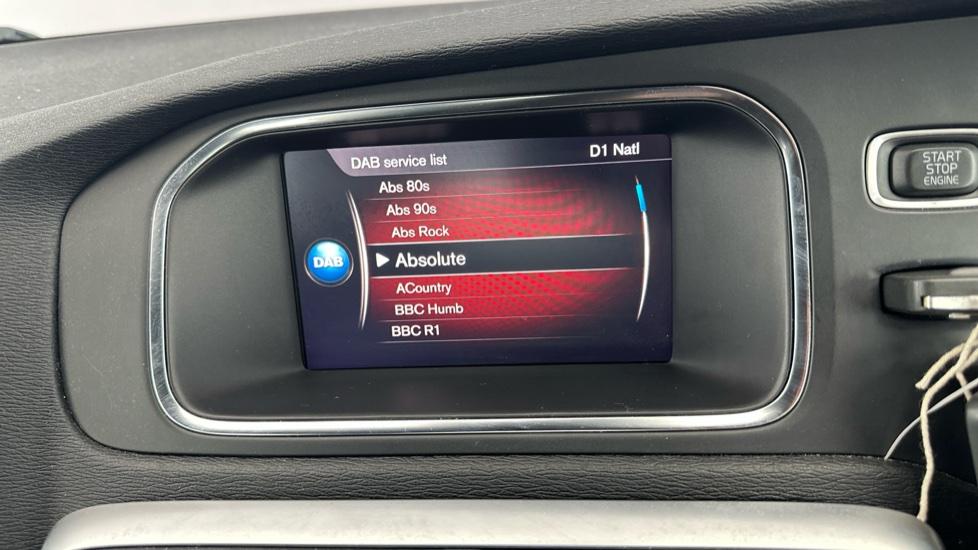 DAB service list
D1 Natl
Abs 80s
Abs 90s
Abs Rock
Absolute
ACountry
BBC Humb
BBC R1
DAB
START
STOP
ENGINE